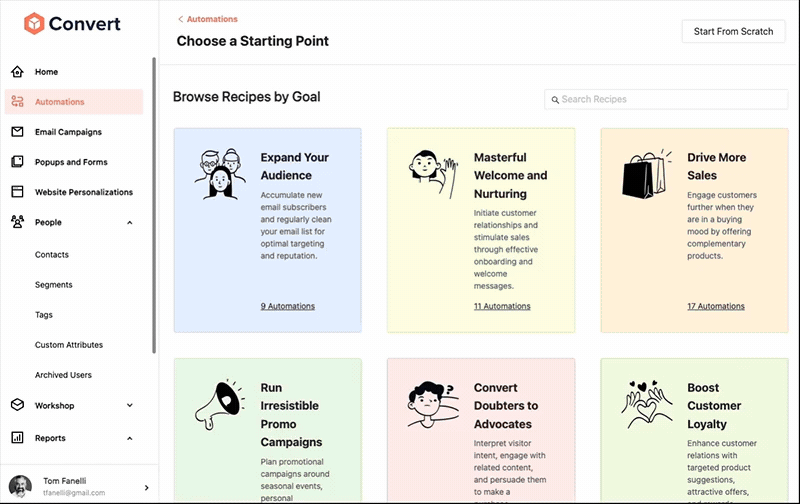 Convert
Automations
Choose a Starting Point
Start From Scratch
Home
Automations
Email Campaigns
Popups and Forms
Website Personalizations
People
Contacts
Segments
Tags
Custom Attributes
Archived Users
Workshop
Reports
Tom Fanelli
tfanelli@gmail.com
Browse Recipes by Goal
Search Recipes
Expand Your
Audience
Accumulate new
email subscribers
and regularly clean
your email list for
optimal targeting
and reputation.
9 Automations
Masterful
Welcome and
Nurturing
Initiate customer
relationships and
stimulate sales
through effective
onboarding and
welcome
messages.
11 Automations
Drive More
Sales
Engage customers
further when they
are in a buying
mood by offering
complementary
products.
17 Automations
Run
Irresistible
Promo
Campaigns
Plan promotional
campaigns around
seasonal events,
personal
Convert
Doubters to
Advocates
Interpret visitor
intent, engage with
related content,
and persuade them
to make a
Boost
Customer
Loyalty
Enhance customer
relations with
targeted product
suggestions,
attractive offers,